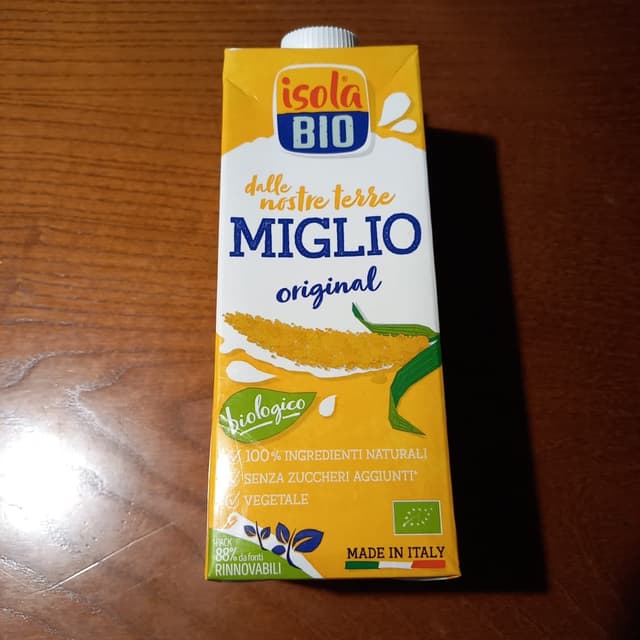 isola
BIO
dalle
nostre terre
MIGLIO
original
biologico
100% INGREDIENTI NATURALI
SENZA ZUCCHERI AGGIUNTI*
VEGETALE
PACK
88% da fonti
RINNOVABILI
MADE IN ITALY